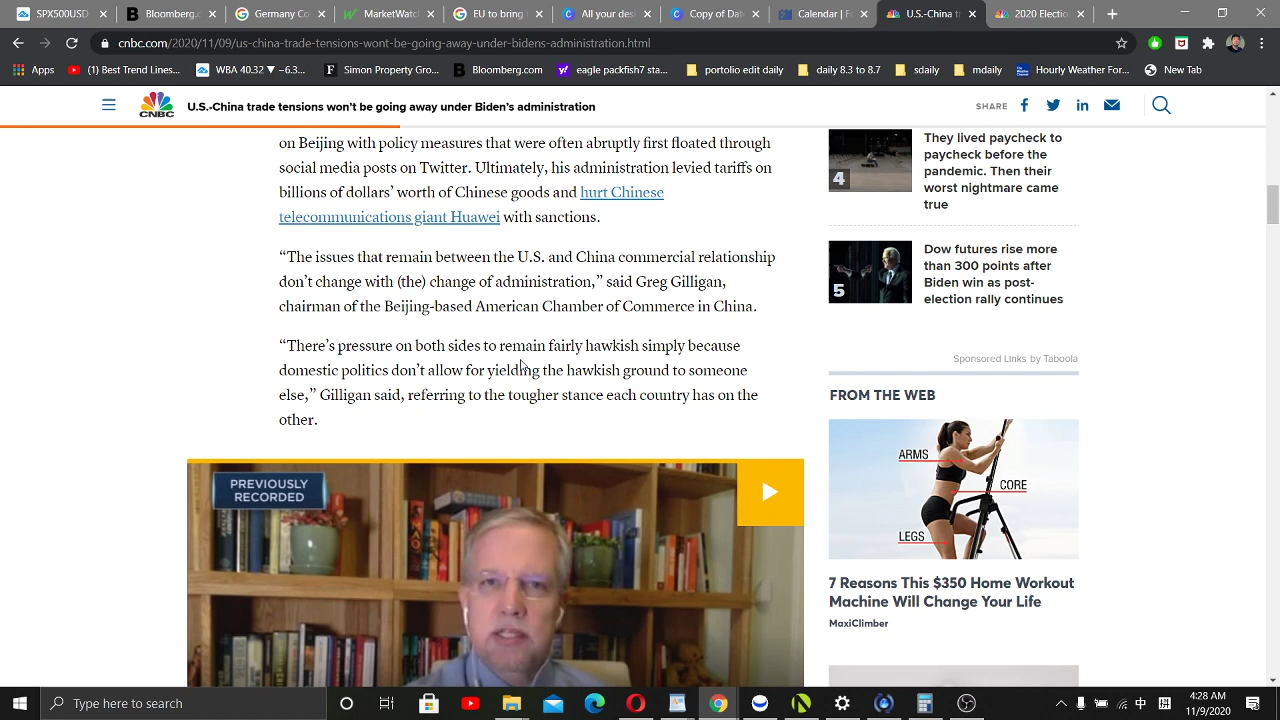 SPX500USD
Bloomberg.co
MarketWatch
EU to impose
All your desi
Copy of Daily
Calendar |
U.S.-China tr
2020 Election
cnbc.com/2020/11/09/us-china-trade-tensions-wont-be-going-away-under-bidens-administration.html
Apps
(1) Best Trend Lines...
WBA 40.32 ▼ −6.3...
Simon Property Gro...
Bloomberg.com
eagle packfish7 sta...
portolio edit daily
daily 8.3 to 8.7
sdaily
mdaily
Hourly Weather For...
New Tab
CNBC
U.S.-China trade tensions won’t be going away under Biden’s administration
SHARE
on Beijing with policy measures that were often abruptly first floated through
social media posts on Twitter. Ultimately, his administration levied tariffs on
billions of dollars’ worth of Chinese goods and hurt Chinese
telecommunications giant Huawei with sanctions.
“The issues that remain between the U.S. and China commercial relationship
don’t change with (the) change of administration,” said Greg Gilligan,
chairman of the Beijing-based American Chamber of Commerce in China.
“There’s pressure on both sides to remain fairly hawkish simply because
domestic politics don’t allow for yielding the hawkish ground to someone
else,” Gilligan said, referring to the tougher stance each country has on the
other.
PREVIOUSLY
RECORDED
4
They lived paycheck to
paycheck before the
pandemic. Then their
worst nightmare came
true
5
Dow futures rise more
than 300 points after
Biden win as post-
election rally continues
Sponsored Links by Taboola
FROM THE WEB
ARMS
CORE
LEGS
7 Reasons This $350 Home Workout
Machine Will Change Your Life
MaxiClimber
Type here to search
中
拼
4:28 AM
11/9/2020